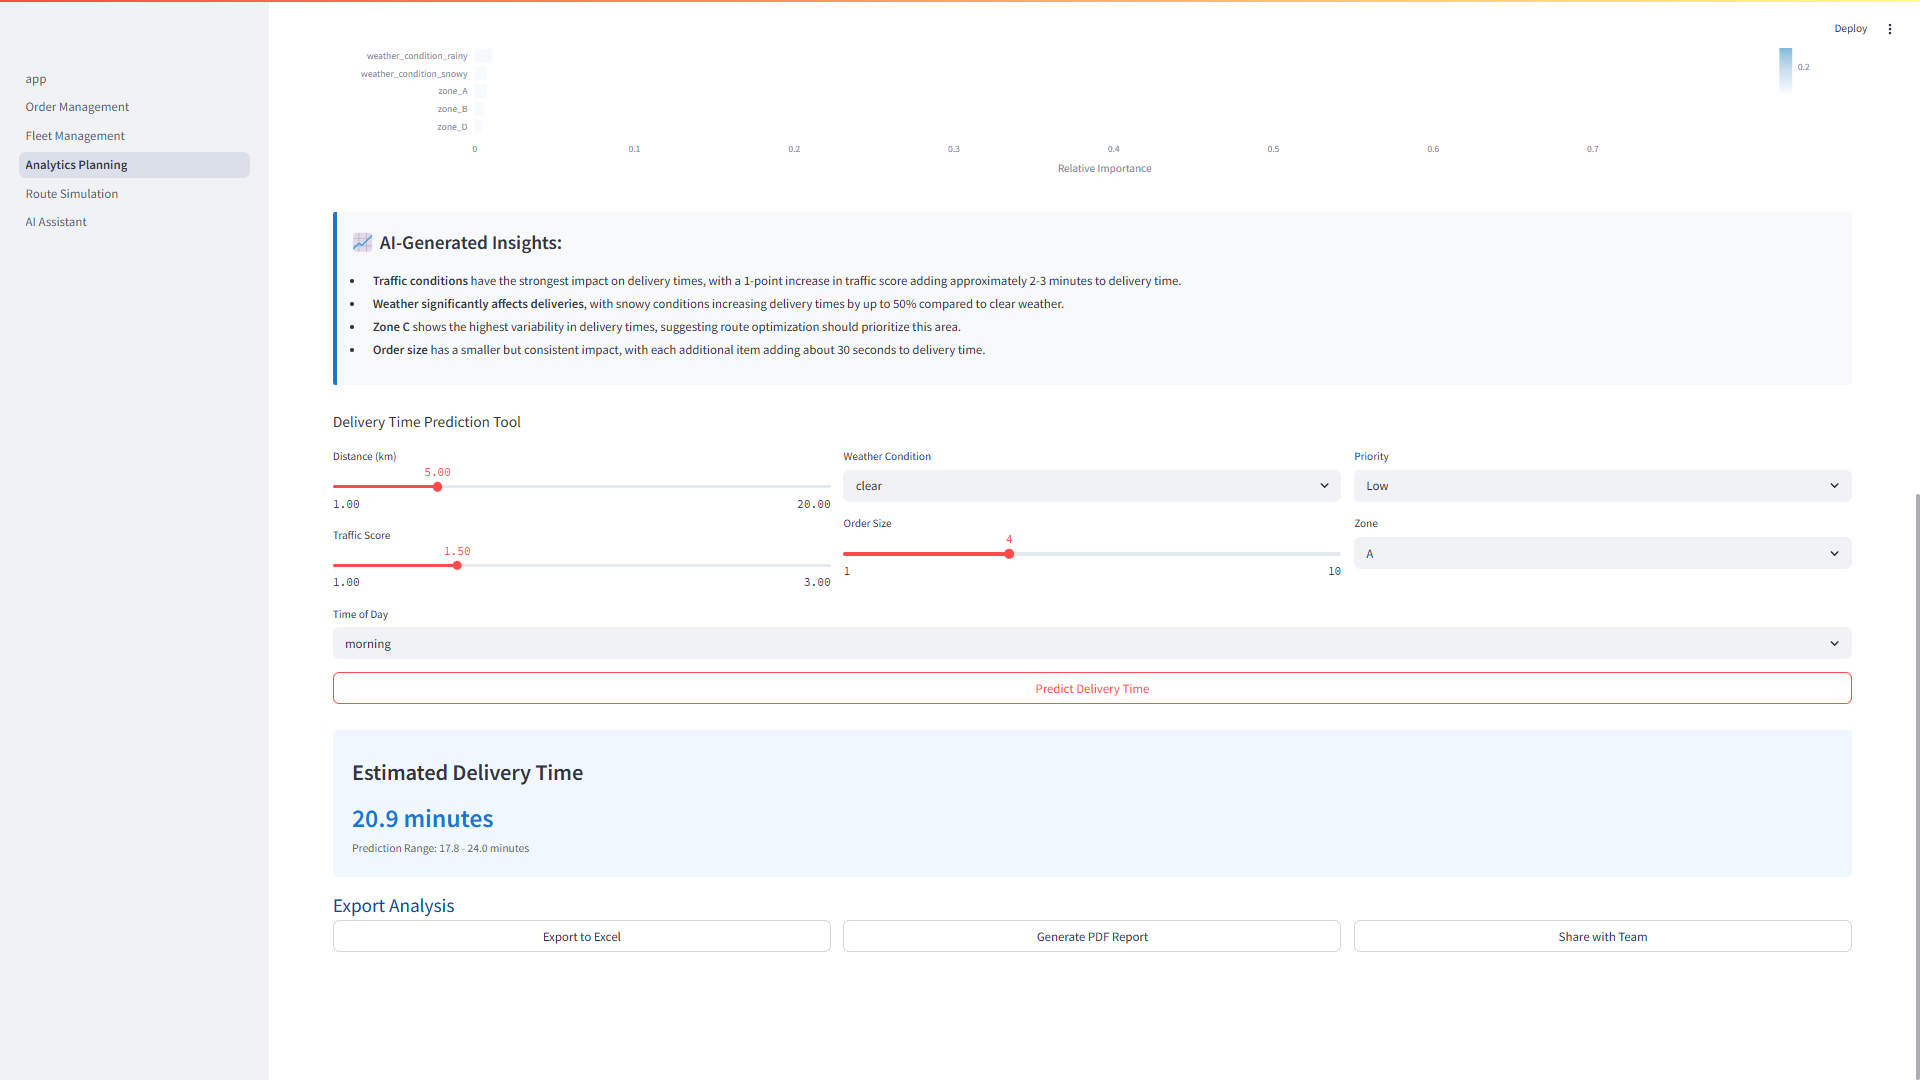 Deploy
app
Order Management
Fleet Management
Analytics Planning
Route Simulation
AI Assistant
weather_condition_rainy
weather_condition_snowy
zone_A
zone_B
zone_D
0 0.1 0.2 0.3 0.4 0.5 0.6 0.7
Relative Importance
0.2
AI-Generated Insights:
Traffic conditions have the strongest impact on delivery times, with a 1-point increase in traffic score adding approximately 2-3 minutes to delivery time.
Weather significantly affects deliveries, with snowy conditions increasing delivery times by up to 50% compared to clear weather.
Zone C shows the highest variability in delivery times, suggesting route optimization should prioritize this area.
Order size has a smaller but consistent impact, with each additional item adding about 30 seconds to delivery time.
Delivery Time Prediction Tool
Distance (km)
5.00
1.00 20.00
Traffic Score
1.50
1.00 3.00
Weather Condition
clear
Order Size
4
1 10
Priority
Low
Zone
A
Time of Day
morning
Predict Delivery Time
Estimated Delivery Time
20.9 minutes
Prediction Range: 17.8 - 24.0 minutes
Export Analysis
Export to Excel
Generate PDF Report
Share with Team